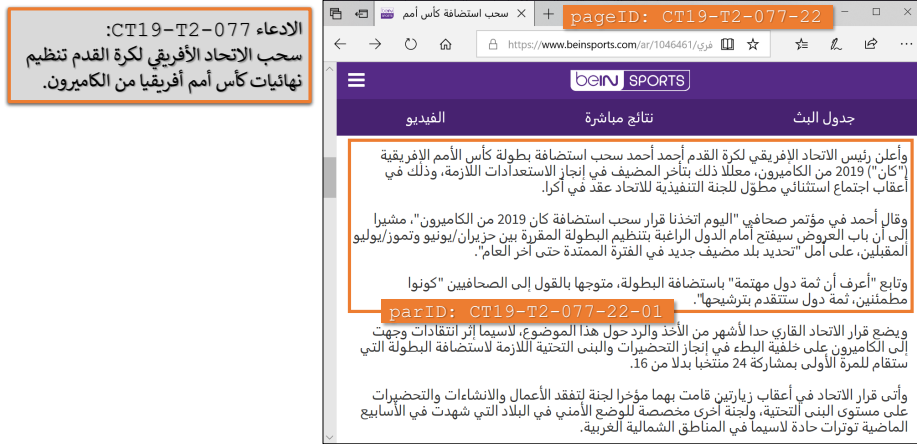 الادعاء CT19-T2-077:
سحب الاتحاد الأفريقي لكرة القدم تنظيم
نهائيات كأس أمم أفريقيا من الكاميرون.
سحب استضافة كأس أمم
pageID: CT19-T2-077-22
https://www.beinsports.com/ar/1046461/فري
beIN SPORTS
جدول البث
نتائج مباشرة
الفيديو
وأعلن رئيس الاتحاد الإفريقي لكرة القدم أحمد أحمد سحب استضافة بطولة كأس الأمم الإفريقية
("كان") 2019 من الكاميرون، معللا ذلك بتأخر المضيف في إنجاز الاستعدادات اللازمة، وذلك في
أعقاب اجتماع استثنائي مطوّل للجنة التنفيذية للاتحاد عقد في أكرا.
وقال أحمد في مؤتمر صحافي "اليوم اتخذنا قرار سحب استضافة كان 2019 من الكاميرون"، مشيرا
إلى أن باب العروض سيفتح أمام الدول الراغبة بتنظيم البطولة المقررة بين حزيران/يونيو وتموز/يوليو
المقبلين، على أمل "تحديد بلد مضيف جديد في الفترة الممتدة حتى آخر العام".
وتابع "أعرف أن ثمة دول مهتمة" باستضافة البطولة، متوجها بالقول إلى الصحافيين "كونوا
مطمئنين، ثمة دول ستتقدم بترشيحها".
parID: CT19-T2-077-22-01
ويضع قرار الاتحاد القاري حدا لأشهر من الأخذ والرد حول هذا الموضوع، لاسيما إثر انتقادات وجهت
إلى الكاميرون على خلفية البطء في إنجاز التحضيرات والبنى التحتية اللازمة لاستضافة البطولة التي
ستقام للمرة الأولى بمشاركة 24 منتخبا بدلا من 16.
وأتى قرار الاتحاد في أعقاب زيارتين قامت بهما مؤخرا لجنة لتفقد الأعمال والانشاءات والتحضيرات
على مستوى البنى التحتية، ولجنة أخرى مخصصة للوضع الأمني في البلاد التي شهدت في الأسابيع
الماضية توترات حادة لاسيما في المناطق الشمالية الغربية.